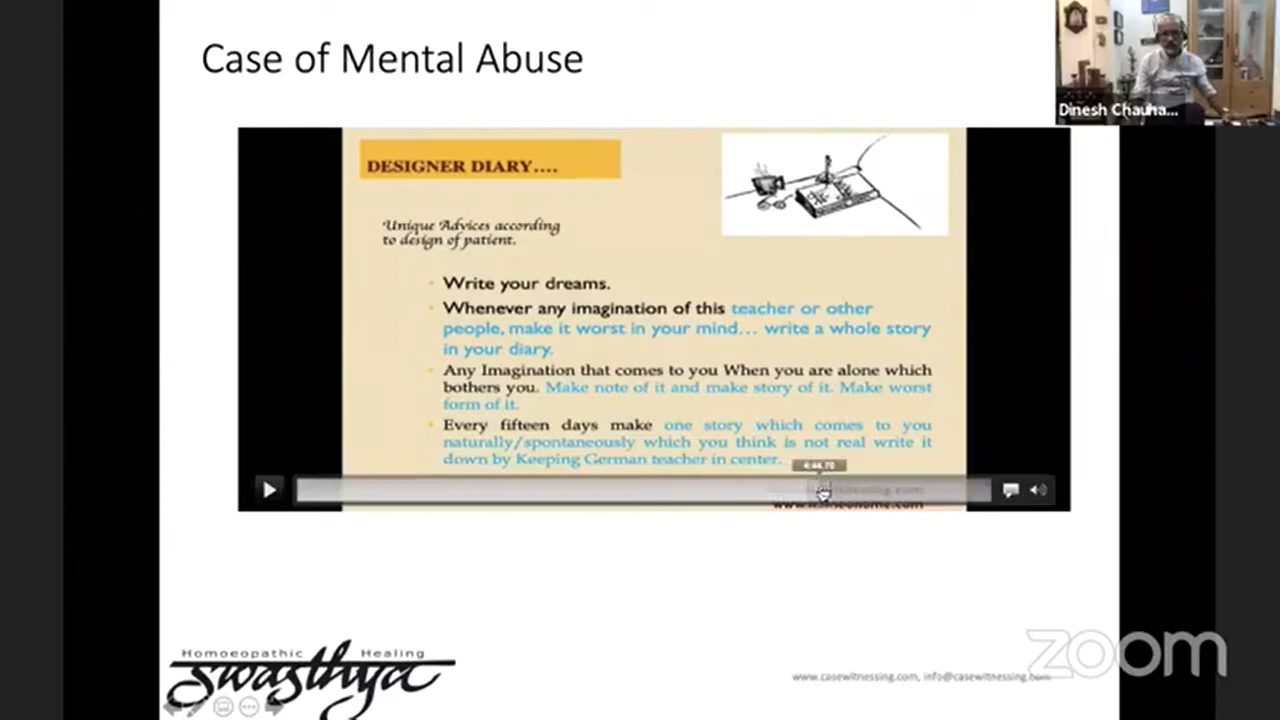 Case of Mental Abuse
Dinesh Chauha...
DESIGNER DIARY....
Unique Advices according
to design of patient.
Write your dreams.
Whenever any imagination of this teacher or other
people, make it worst in your mind... write a whole story
in your diary.
Any Imagination that comes to you When you are alone which
bothers you. Make note of it and make story of it. Make worst
form of it.
Every fifteen days make one story which comes to you
naturally/spontaneously which you think is not real write it
down by Keeping German teacher in center.
4:44.70
Homoeopathic Healing
swasthya
zoom
www.casewitnessing.com, info@casewitnessing.com